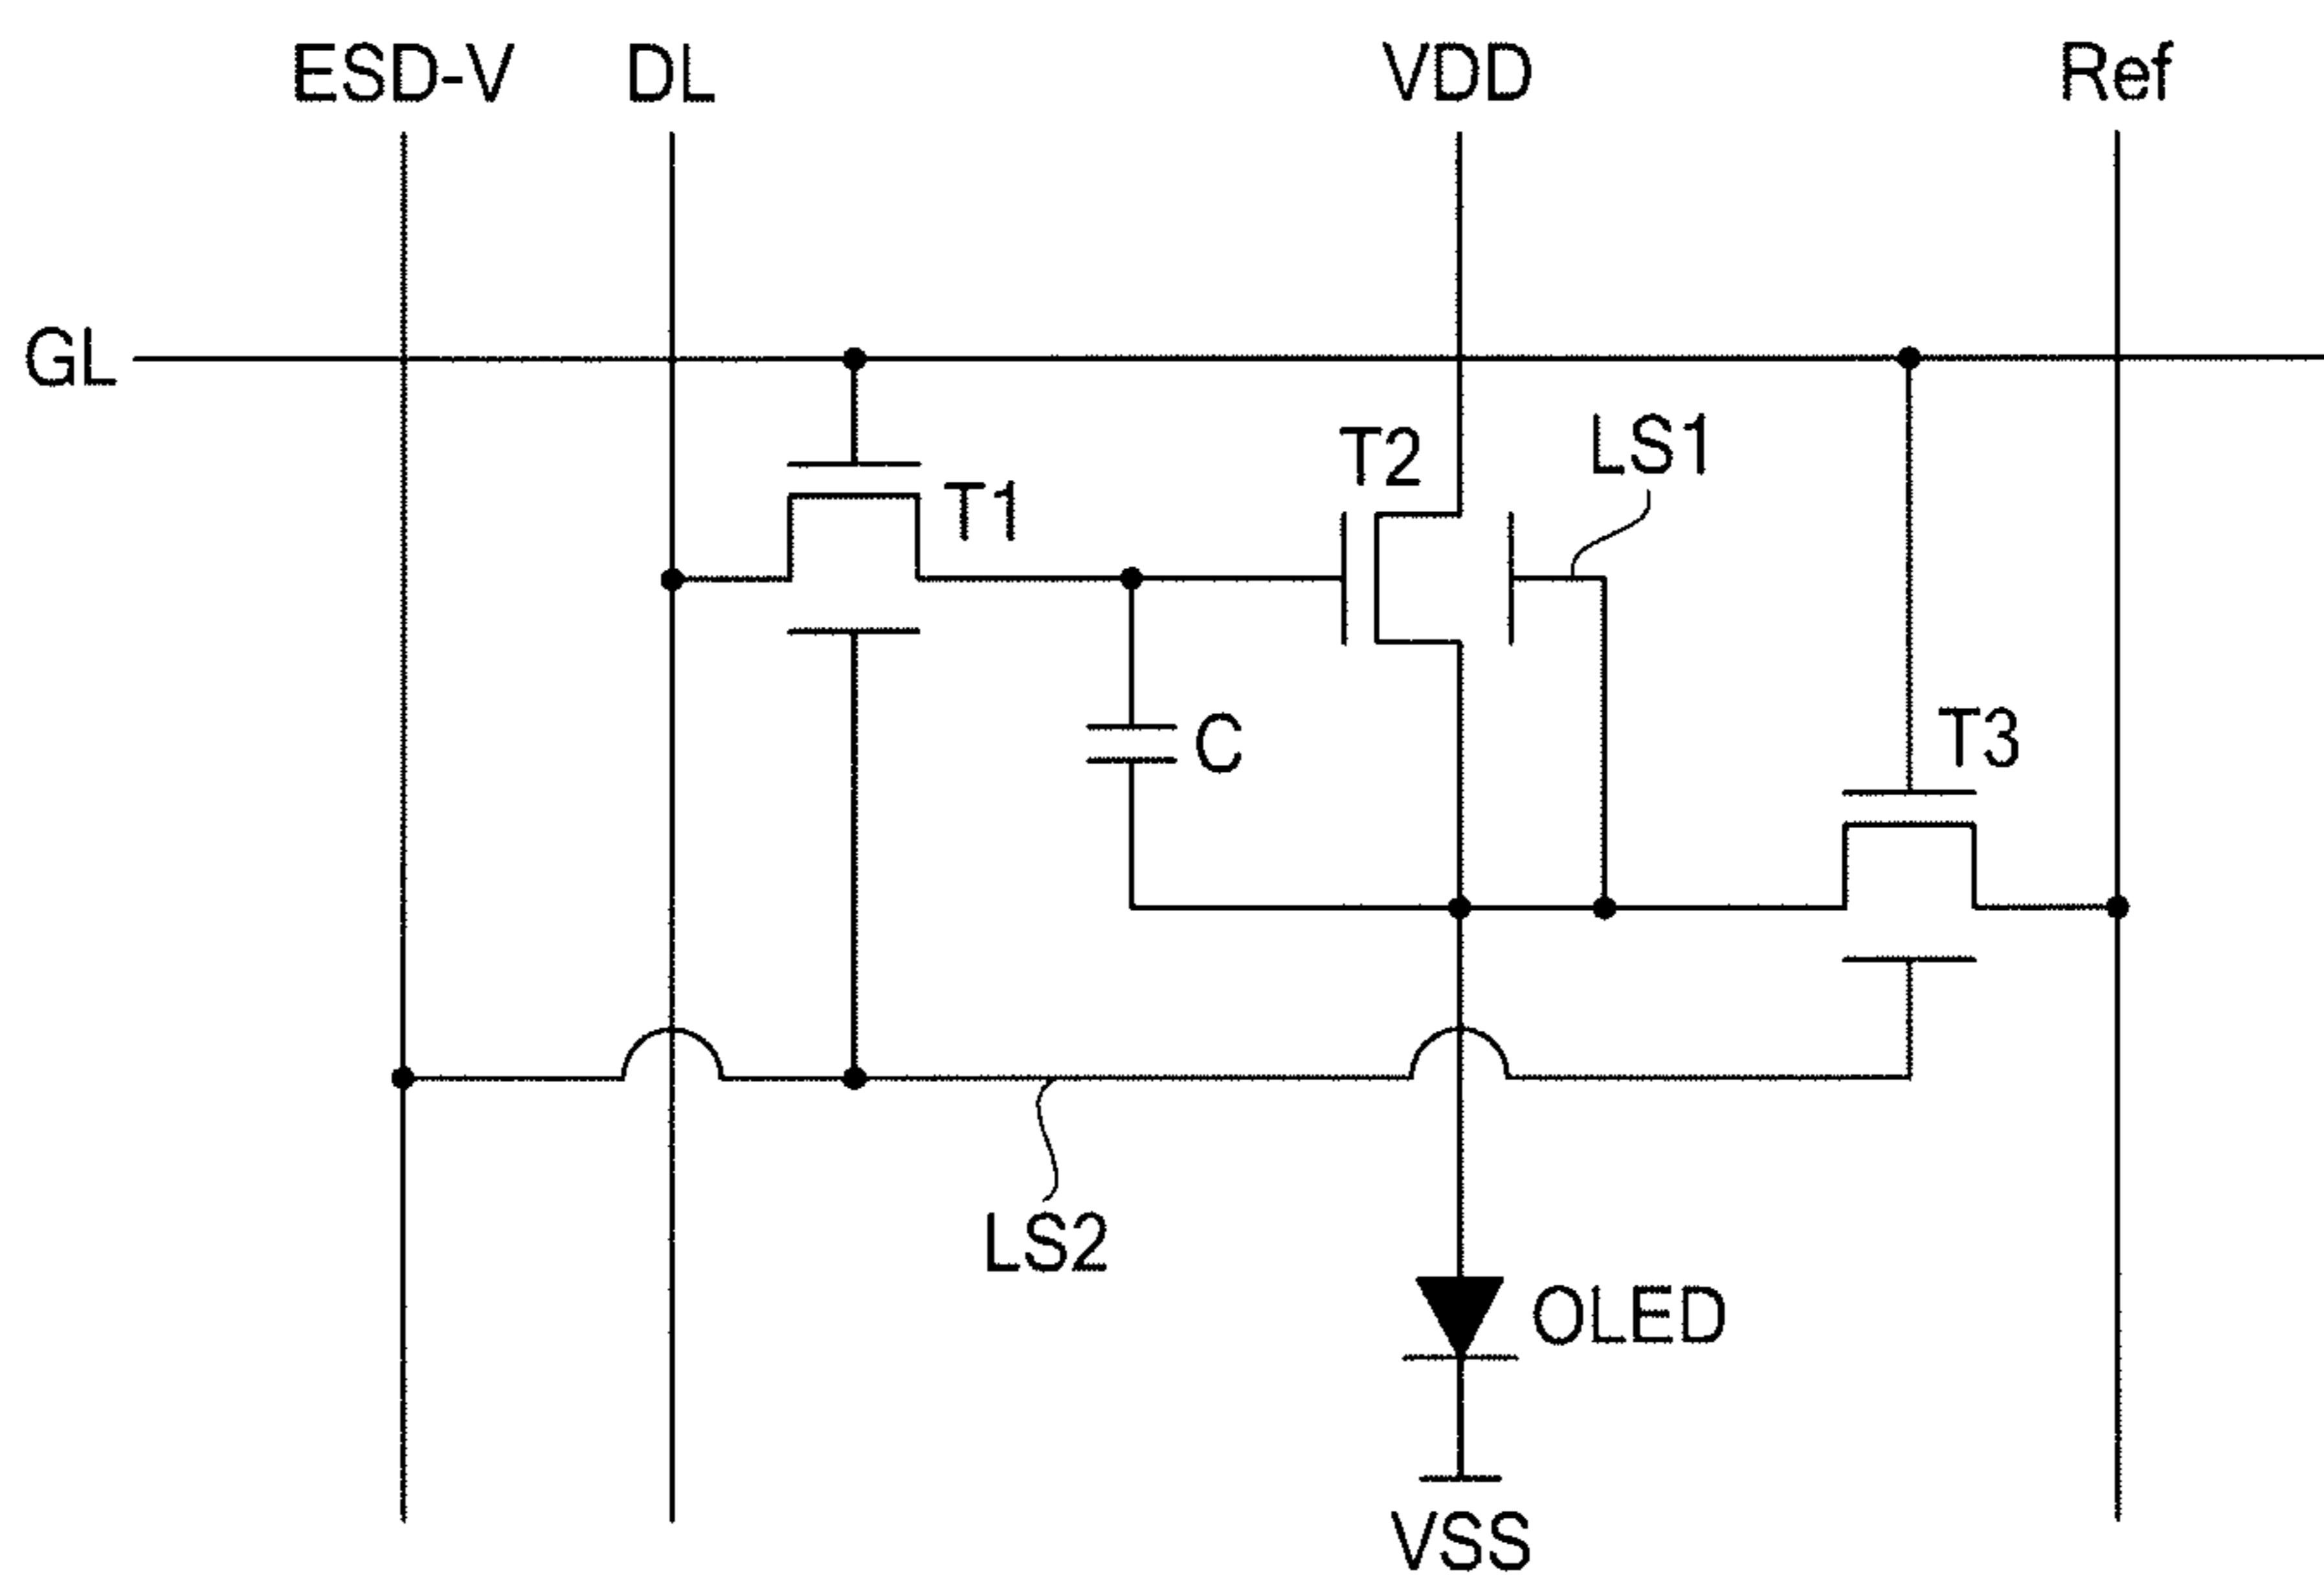 ESD-V
DL
VDD
Ref
GL
T2
LS1
T1
C
T3
LS2
OLED
VSS